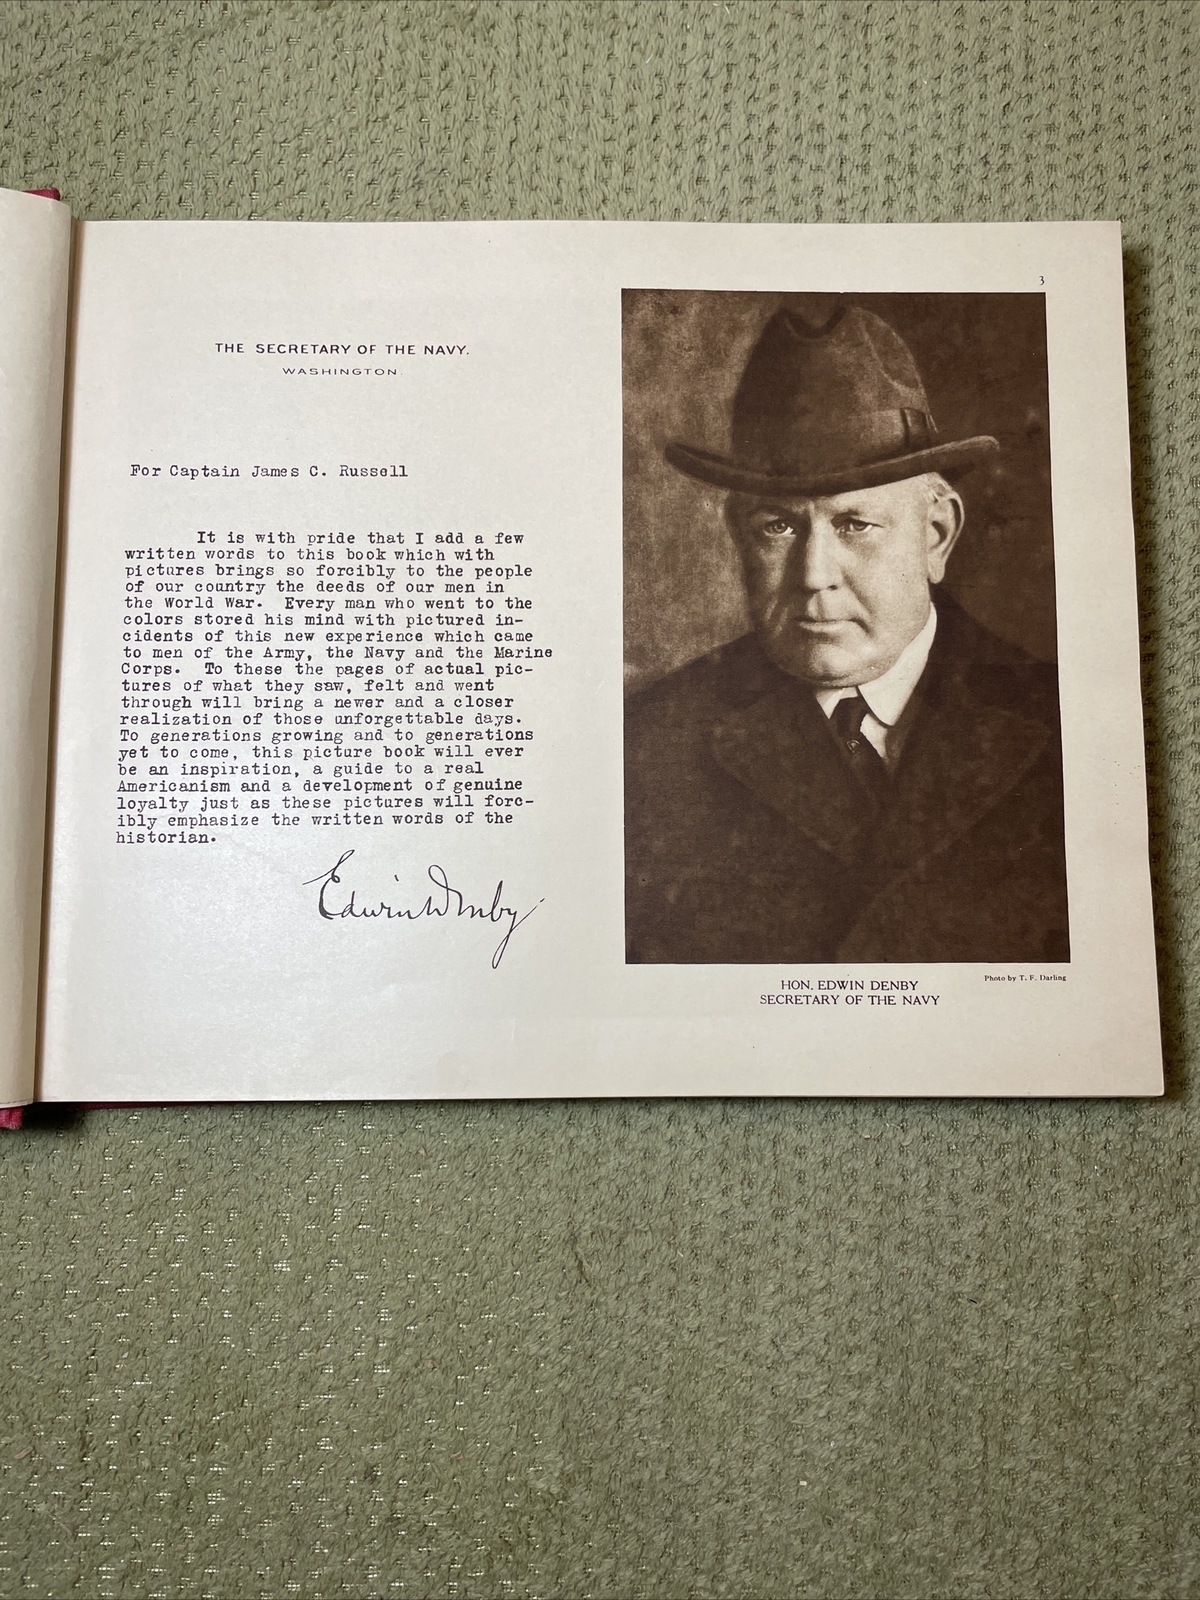 3
THE SECRETARY OF THE NAVY.
WASHINGTON.
For Captain James C. Russell
It is with pride that I add a few
written words to this book which with
pictures brings so forcibly to the people
of our country the deeds of our men in
the World War. Every man who went to the
colors stored his mind with pictured in-
cidents of this new experience which came
to men of the Army, the Navy and the Marine
Corps. To these the pages of actual pic-
tures of what they saw, felt and went
through will bring a newer and a closer
realization of those unforgettable days.
To generations growing and to generations
yet to come, this picture book will ever
be an inspiration, a guide to a real
Americanism and a development of genuine
loyalty just as these pictures will forc-
ibly emphasize the written words of the
historian.
Edwin Denby
Photo by T. F. Darling
HON. EDWIN DENBY
SECRETARY OF THE NAVY